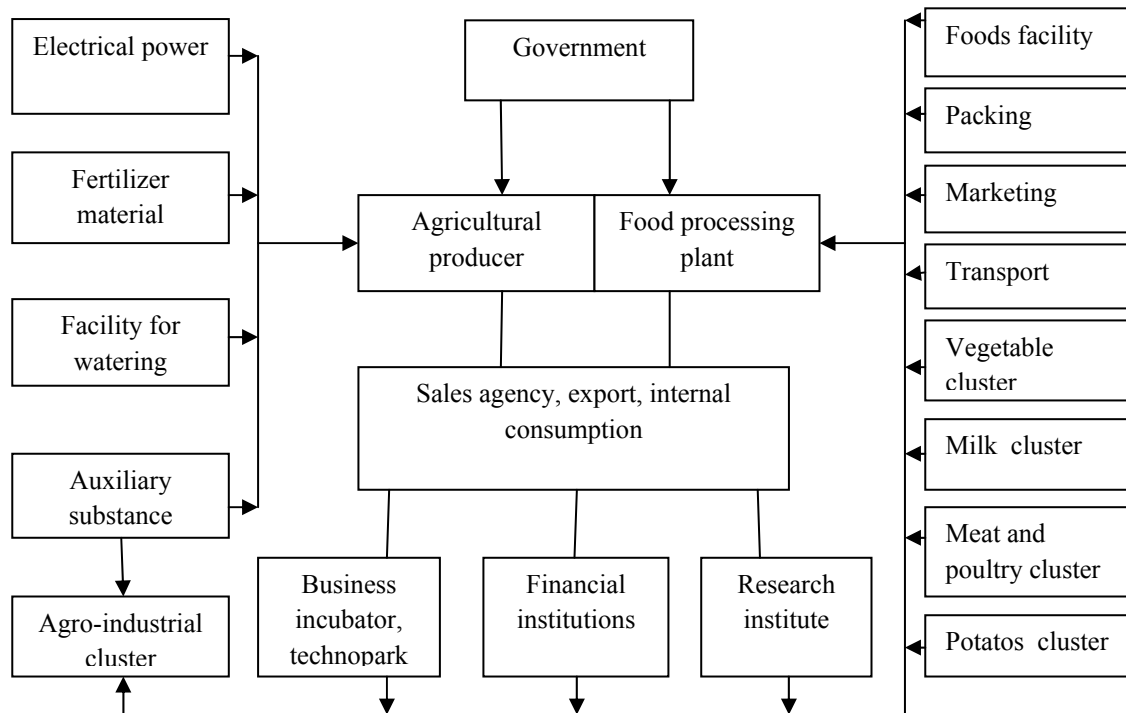 Electrical power
Fertilizer
material
Facility for
watering
Auxiliary
substance
Agro-industrial
cluster
Government
Agricultural
producer
Food processing
plant
Sales agency, export, internal
consumption
Business
incubator,
technopark
Financial
institutions
Research
institute
Foods facility
Packing
Marketing
Transport
Vegetable
cluster
Milk cluster
Meat and
poultry cluster
Potatos cluster